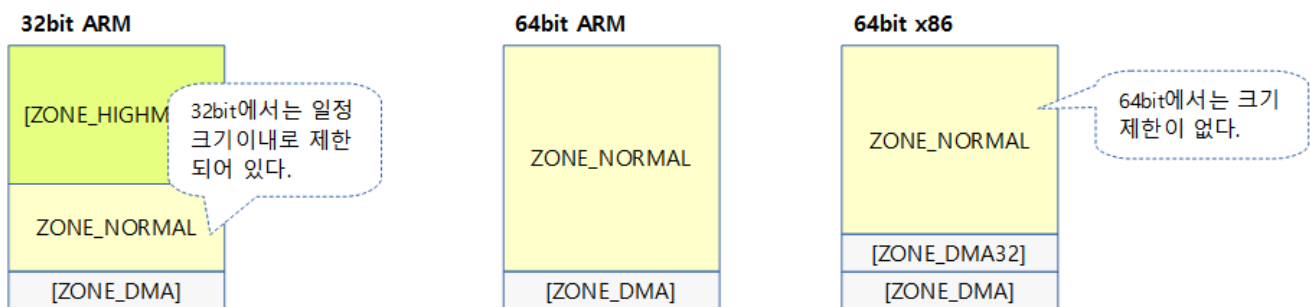 32bit ARM
[ZONE_HIGHM
32bit에서는 일정
크기이내로 제한
되어 있다.
ZONE_NORMAL
[ZONE_DMA]
64bit ARM
ZONE_NORMAL
[ZONE_DMA]
64bit x86
ZONE_NORMAL
64bit에서는 크기
제한이 없다.
[ZONE_DMA32]
[ZONE_DMA]